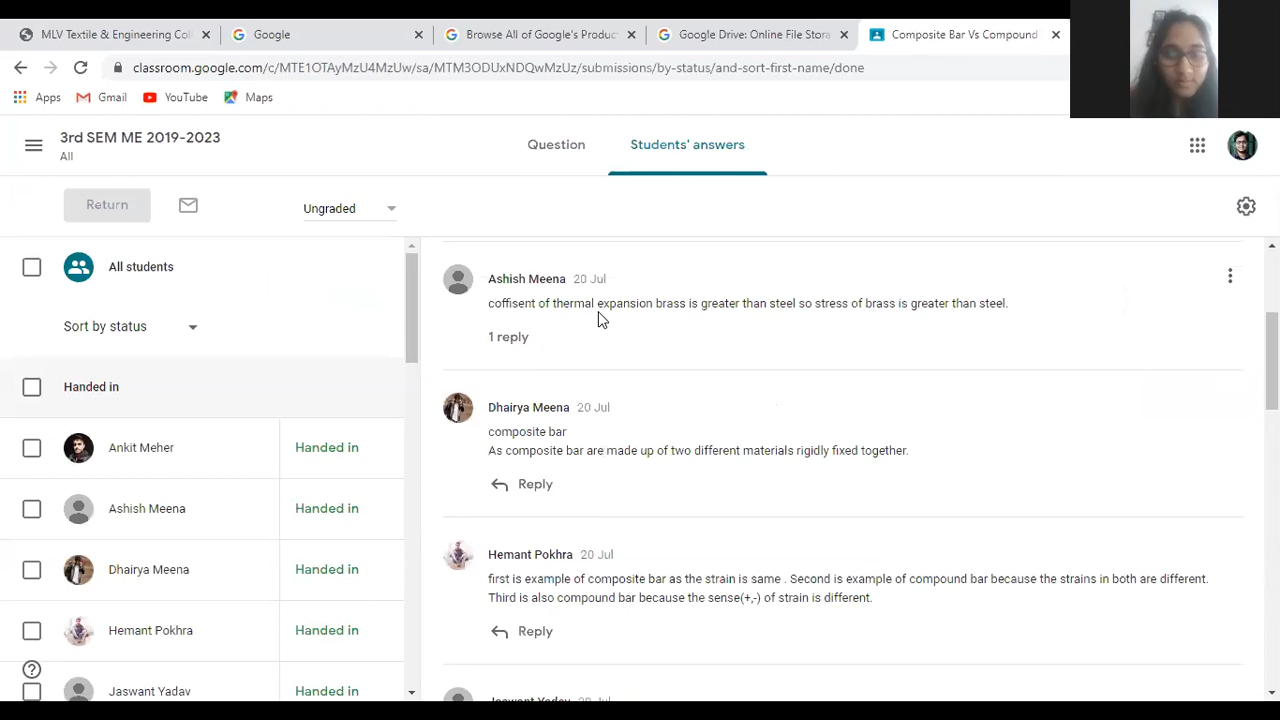 MLV Textile & Engineering Col
Google
Browse All of Google's Produc
Google Drive: Online File Stora
Composite Bar Vs Compound
classroom.google.com/c/MTE1OTAyMzU4MzUw/sa/MTM3ODUxNDQwMzUz/submissions/by-status/and-sort-first-name/done
Apps Gmail YouTube Maps
3rd SEM ME 2019-2023
All
Question
Students' answers
Return
Ungraded
All students
Sort by status
Handed in
Ankit Meher Handed in
Ashish Meena Handed in
Dhairya Meena Handed in
Hemant Pokhra Handed in
Jaswant Yadav Handed in
Ashish Meena 20 Jul
coffisent of thermal expansion brass is greater than steel so stress of brass is greater than steel.
1 reply
Dhairya Meena 20 Jul
composite bar
As composite bar are made up of two different materials rigidly fixed together.
Reply
Hemant Pokhra 20 Jul
first is example of composite bar as the strain is same . Second is example of compound bar because the strains in both are different.
Third is also compound bar because the sense(+,-) of strain is different.
Reply
Jaswant Yadav 20 Jul